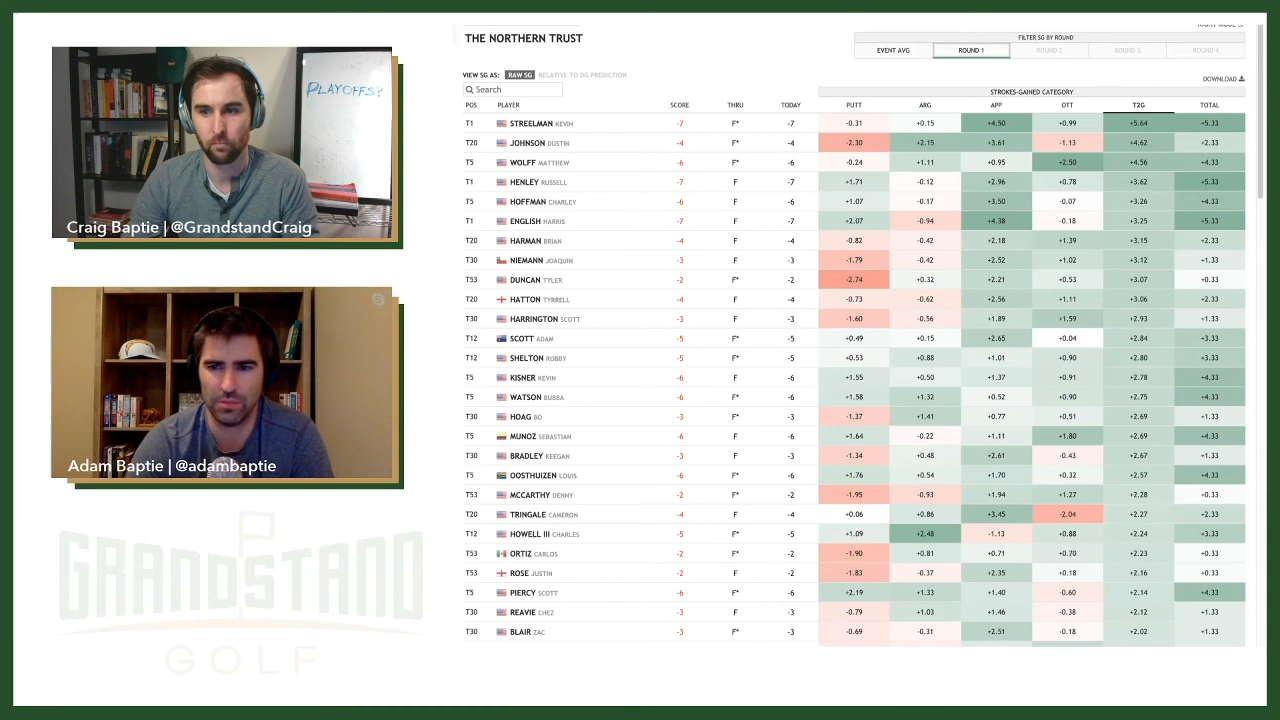 PLAYOFFS?
Craig Baptie | @GrandstandCraig
Adam Baptie | @adambaptie
GRANDSTAND
GOLF
THE NORTHERN TRUST
FILTER SG BY ROUND
EVENT AVG ROUND 1 ROUND 2 ROUND 3 ROUND 4
VIEW SG AS: RAW SG RELATIVE TO DG PREDICTION
DOWNLOAD
Search
STROKES-GAINED CATEGORY
POS PLAYER SCORE THRU TODAY PUTT ARG APP OTT T2G TOTAL
T1 STREELMAN KEVIN -7 F* -7 -0.31 +0.15 +4.50 +0.99 +5.64 +5.33
T20 JOHNSON DUSTIN -4 F* -4 -2.30 +2.15 +3.61 -1.13 +4.62 +2.33
T5 WOLFF MATTHEW -6 F* -6 -0.24 +1.11 +0.95 +2.50 +4.56 +4.33
T1 HENLEY RUSSELL -7 F -7 +1.71 -0.12 +2.96 +0.78 +3.62 +5.33
T5 HOFFMAN CHARLEY -6 F -6 +1.07 -0.17 +3.50 -0.07 +3.26 +4.33
T1 ENGLISH HARRIS -7 F -7 +2.07 -0.94 +4.38 -0.18 +3.25 +5.33
T20 HARMAN BRIAN -4 F -4 -0.82 -0.42 +2.18 +1.39 +3.15 +2.33
T30 NIEMANN JOAQUIN -3 F -3 -1.79 -0.42 +2.52 +1.02 +3.12 +1.33
T53 DUNCAN TYLER -2 F* -2 -2.74 +0.32 +2.21 +0.53 +3.07 +0.33
T20 HATTON TYRRELL -4 F -4 -0.73 -0.62 +2.56 +1.11 +3.06 +2.33
T30 HARRINGTON SCOTT -3 F -3 -1.60 -0.56 +1.89 +1.59 +2.93 +1.33
T12 SCOTT ADAM -5 F* -5 +0.49 +0.15 +2.65 +0.04 +2.84 +3.33
T12 SHELTON ROBBY -5 F* -5 +0.53 +0.88 +1.01 +0.90 +2.80 +3.33
T5 KISNER KEVIN -6 F -6 +1.55 +0.50 +1.37 +0.91 +2.78 +4.33
T5 WATSON BUBBA -6 F* -6 +1.58 +1.32 +0.52 +0.90 +2.75 +4.33
T30 HOAG BO -3 F* -3 -1.37 +1.41 +0.77 +0.51 +2.69 +1.33
T5 MUNOZ SEBASTIAN -6 F -6 +1.64 -0.22 +1.11 +1.80 +2.69 +4.33
T30 BRADLEY KEEGAN -3 F -3 -1.34 +0.48 +2.61 -0.43 +2.67 +1.33
T5 OOSTHUIZEN LOUIS -6 F* -6 +1.76 +0.54 +1.70 +0.32 +2.57 +4.33
T53 MCCARTHY DENNY -2 F* -2 -1.95 -0.93 +1.94 +1.27 +2.28 +0.33
T20 TRINGALE CAMERON -4 F -4 +0.06 +0.86 +3.45 -2.04 +2.27 +2.33
T12 HOWELL III CHARLES -5 F* -5 +1.09 +2.48 -1.13 +0.88 +2.24 +3.33
T53 ORTIZ CARLOS -2 F* -2 -1.90 +0.81 +0.71 +0.70 +2.23 +0.33
T53 ROSE JUSTIN -2 F -2 -1.83 -0.37 +2.35 +0.18 +2.16 +0.33
T5 PIERCY SCOTT -6 F* -6 +2.19 +1.33 +1.40 -0.60 +2.14 +4.33
T30 REAVIE CHEZ -3 F -3 -0.79 +1.03 +1.46 -0.38 +2.12 +1.33
T30 BLAIR ZAC -3 F* -3 -0.69 -0.31 +2.51 -0.18 +2.02 +1.33